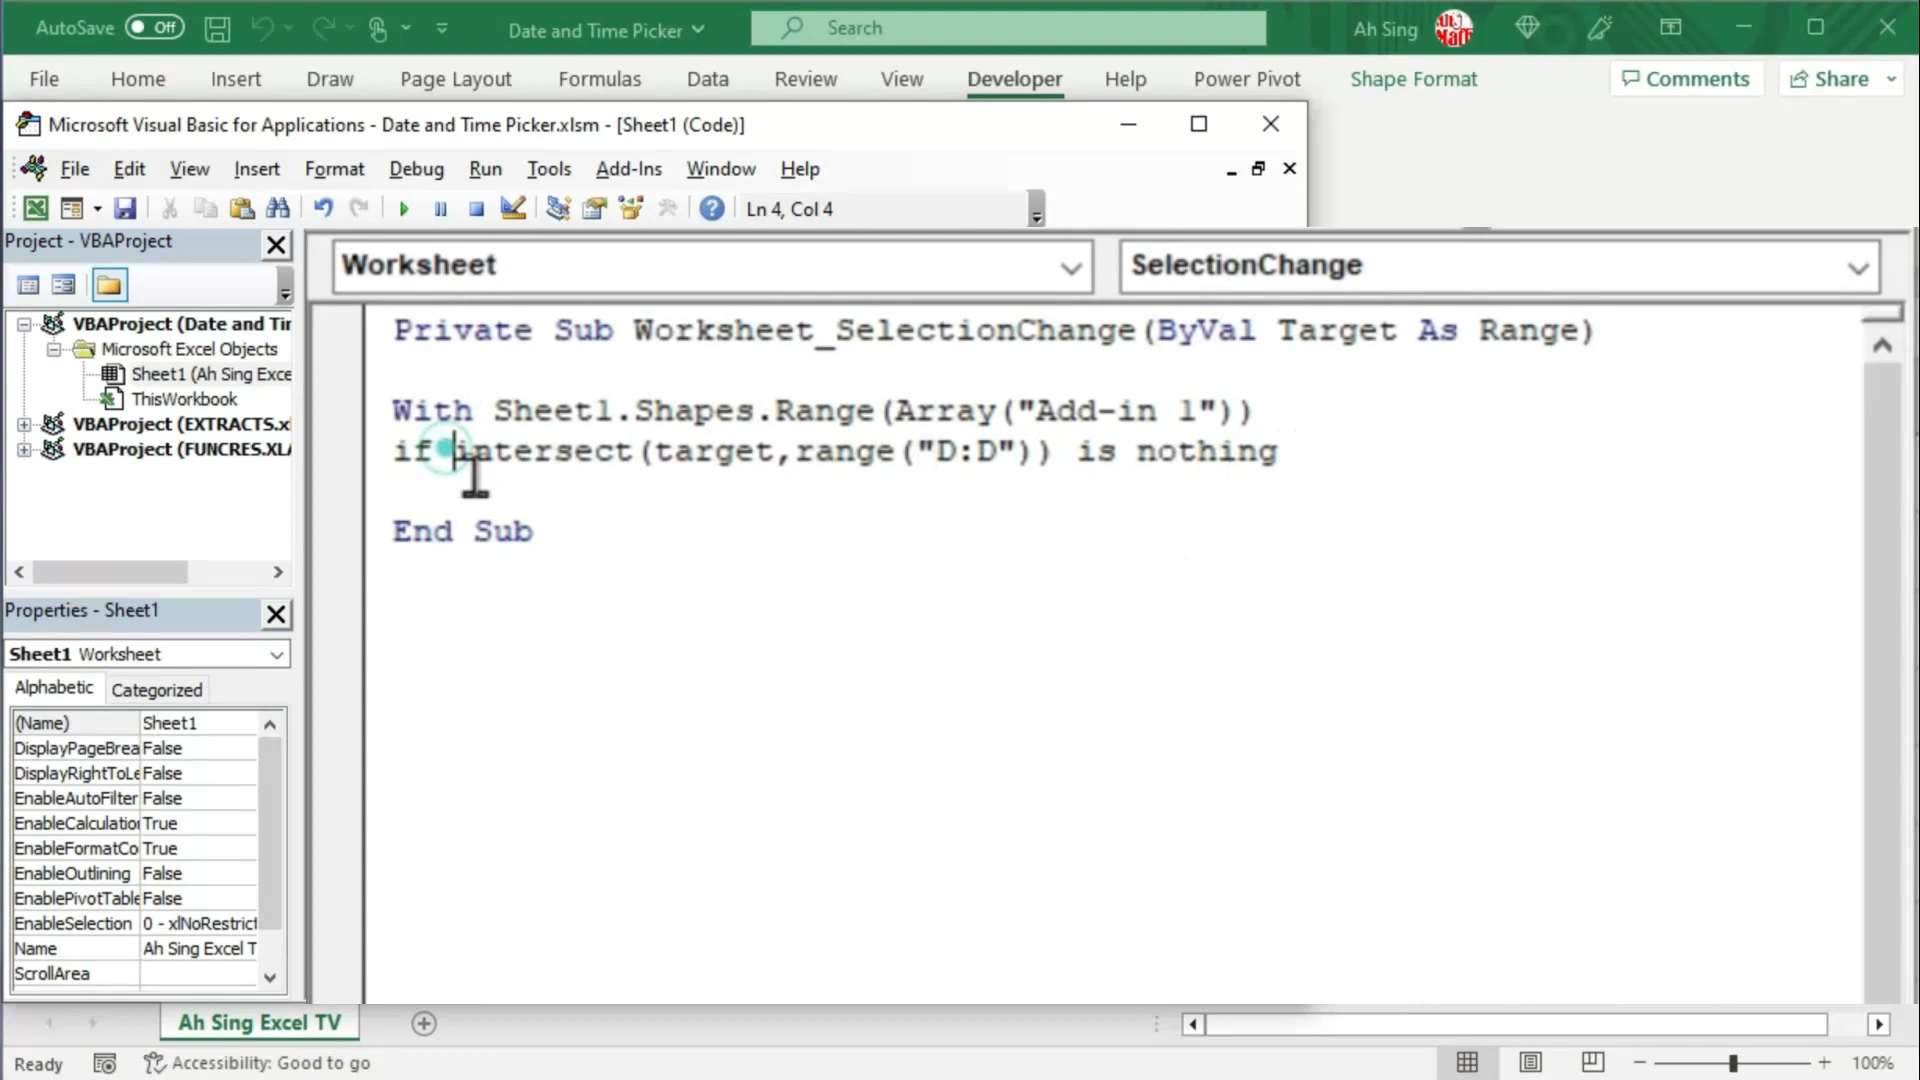 AutoSave Off Date and Time Picker Search Ah Sing
File Home Insert Draw Page Layout Formulas Data Review View Developer Help Power Pivot Shape Format Comments Share
Microsoft Visual Basic for Applications - Date and Time Picker.xlsm - [Sheet1 (Code)]
File Edit View Insert Format Debug Run Tools Add-Ins Window Help
Ln 4, Col 4
Project - VBAProject
Worksheet SelectionChange
VBAProject (Date and Tir
Microsoft Excel Objects
Sheet1 (Ah Sing Exce
ThisWorkbook
VBAProject (EXTRACTS.x
VBAProject (FUNCRES.XLA
Private Sub Worksheet_SelectionChange(ByVal Target As Range)
With Sheet1.Shapes.Range(Array("Add-in 1"))
if intersect(target,range("D:D")) is nothing
End Sub
Properties - Sheet1
Sheet1 Worksheet
Alphabetic Categorized
(Name) Sheet1
DisplayPageBrea False
DisplayRightToLe False
EnableAutoFilter False
EnableCalculatio True
EnableFormatCo True
EnableOutlining False
EnablePivotTable False
EnableSelection 0 - xlNoRestrict
Name Ah Sing Excel T
ScrollArea
Ah Sing Excel TV
Ready Accessibility: Good to go 100%